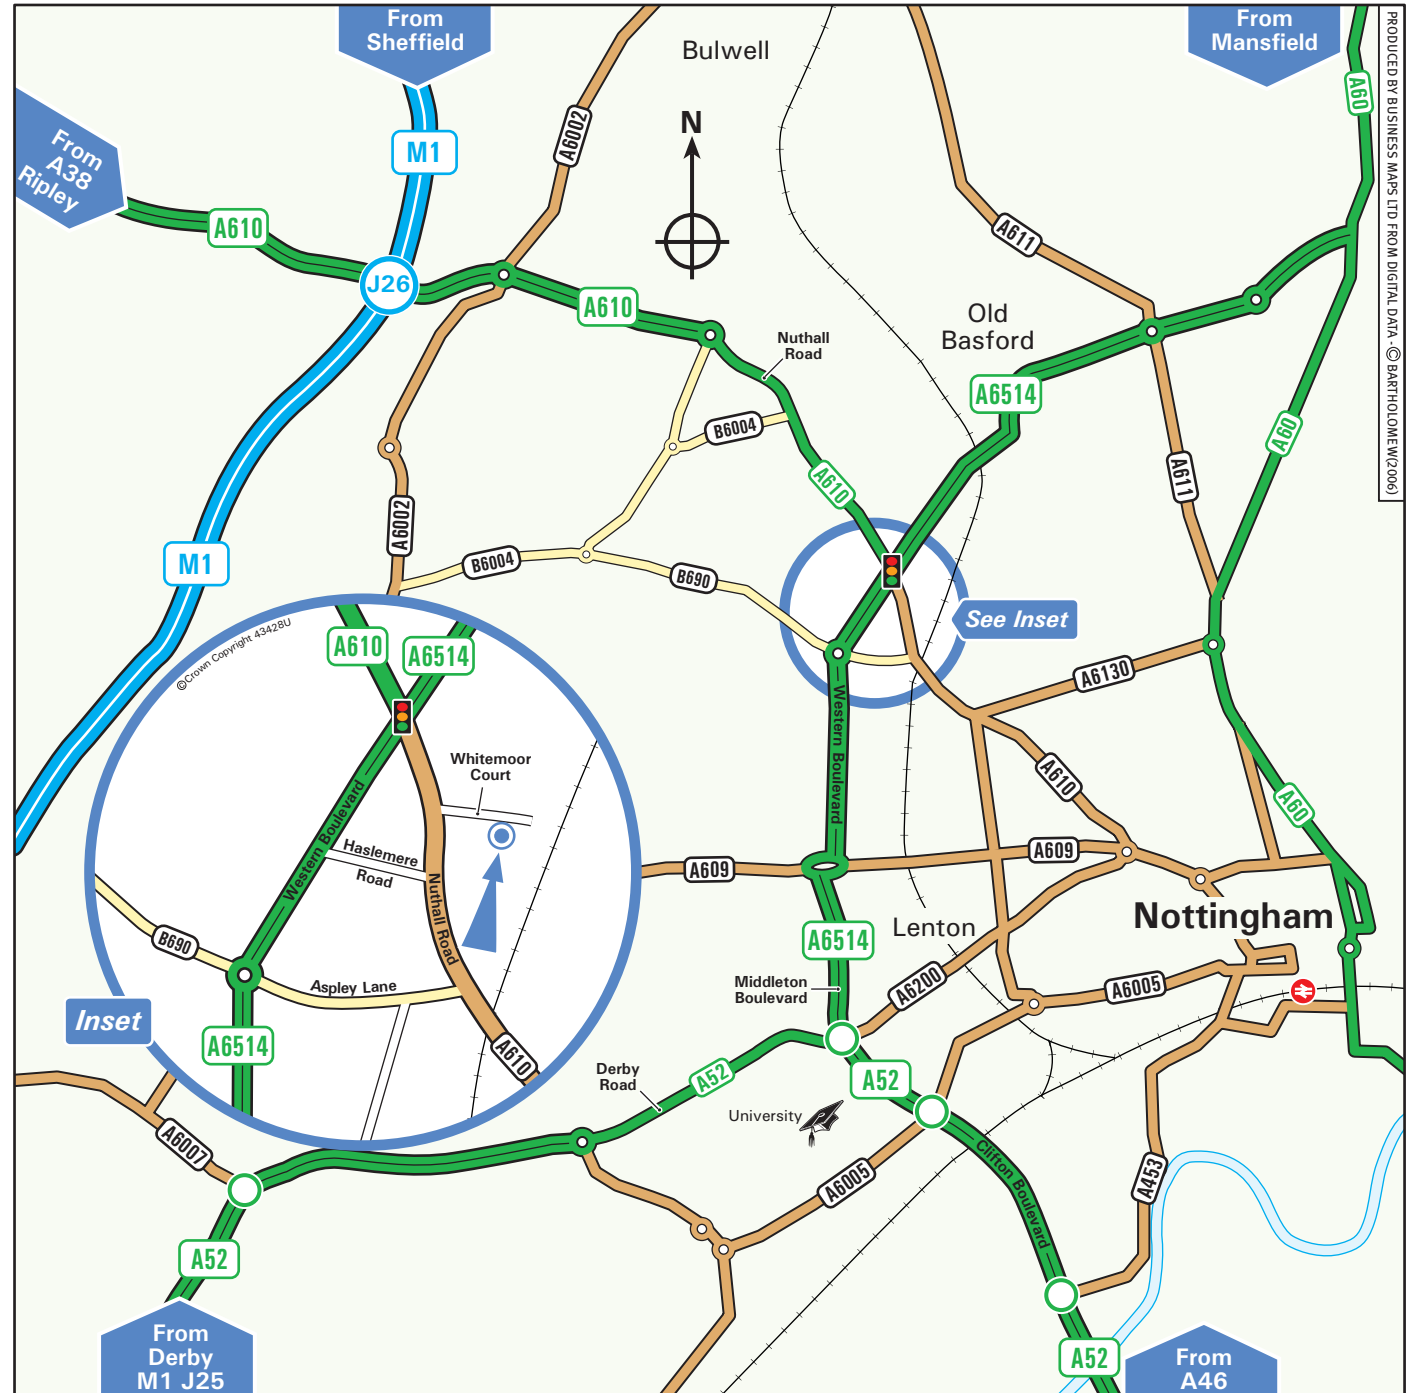 From
Sheffield
From
Mansfield
Bulwell
A60
PRODUCED BY BUSINESS MAPS LTD FROM DIGITAL DATA - © BARTHOLOMEW(2006)
N
A6002
M1
From
A38
Ripley
A610
A611
J26
A610
Old
Basford
Nuthall
Road
A6514
B6004
A60
A610
A611
A6002
M1
B6004
B690
See Inset
©Crown Copyright 43428U
A610
A6514
A6130
Western Boulevard
Whitemoor
Court
A610
A60
Western Boulevard
Haslemere
Road
A609
A609
Nuthall Road
Nottingham
B690
Lenton
A6514
Aspley Lane
Middleton
Boulevard
A6200
A6005
Inset
A6514
A610
Derby
Road
A52
A52
University
A6007
Clifton Boulevard
A6005
A453
A52
From
Derby
M1 J25
A52
From
A46